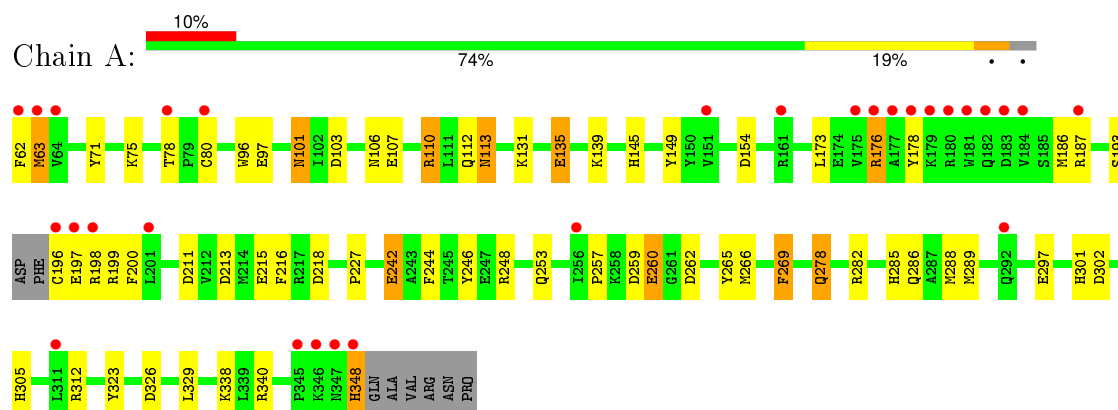 10%
Chain A:
74% 19% • •
F62 M63 V64 Y71 K75 T78 P79 C80 W96 E97 N101 I102 D103 N106 E107 R110 L111 Q112 N113 K131 E135 K139 H145 Y149 Y150 V151 D154 R161 L173 E174 V175 R176 A177 Y178 K179 R180 W181 Q182 D183 V184 S185 M186 R187 S193
ASP PHE C196 E197 R198 R199 F200 L201 D211 V212 D213 M214 E215 F216 R217 D218 P227 E242 A243 F244 T245 Y246 E247 R248 Q253 I256 P257 K258 D259 E260 G261 D262 Y265 M266 F269 Q278 R282 H285 Q286 A287 M288 M289 Q292 E297 H301 D302
H305 L311 R312 Y323 D326 L329 K338 L339 R340 P345 K346 N347 H348 GLN ALA VAL ARG ASN PRO